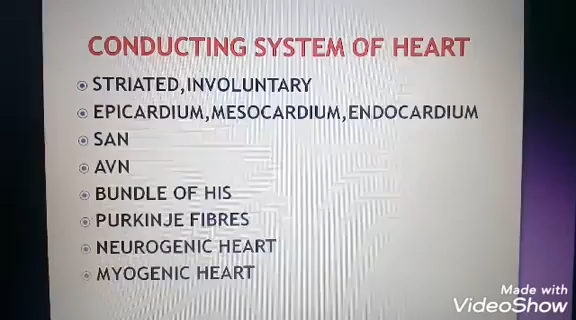 CONDUCTING SYSTEM OF HEART
STRIATED,INVOLUNTARY
EPICARDIUM,MESOCARDIUM,ENDOCARDIUM
SAN
AVN
BUNDLE OF HIS
PURKINJE FIBRES
NEUROGENIC HEART
MYOGENIC HEART
Made with
VideoShow